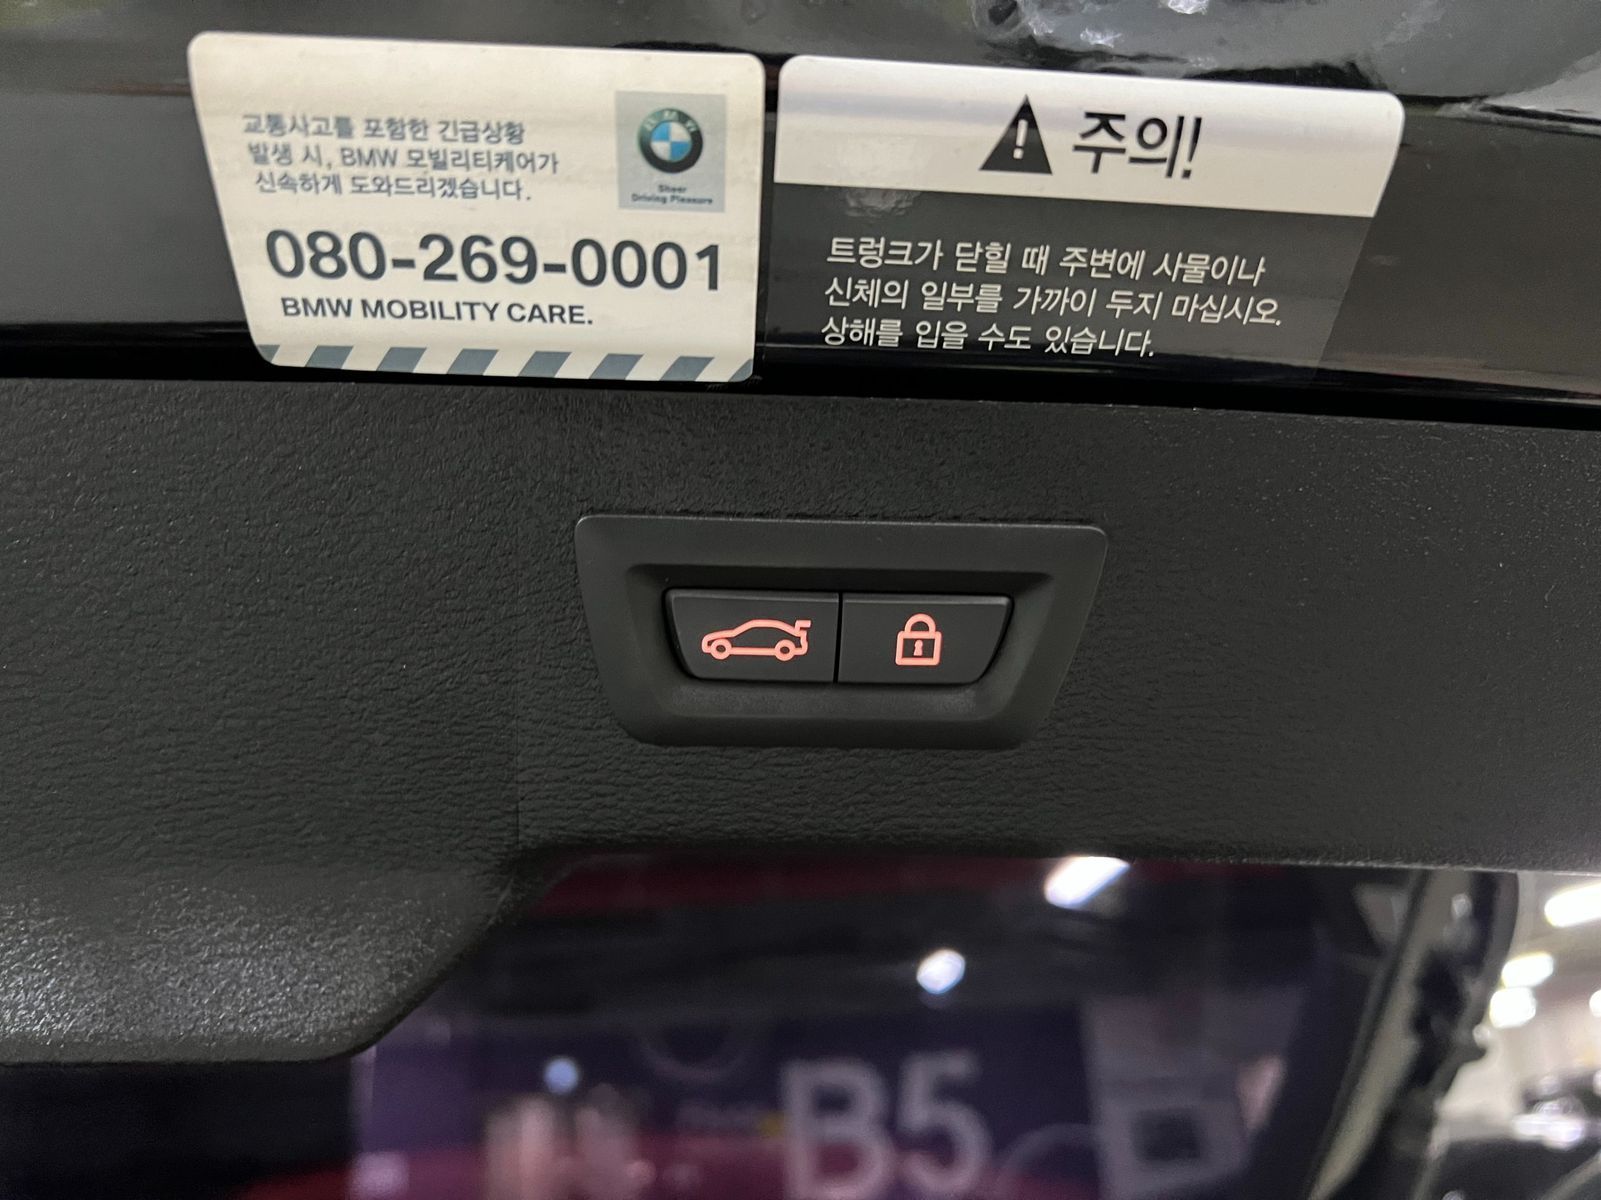 교통사고를 포함한 긴급상황
발생 시, BMW 모빌리티케어가
신속하게 도와드리겠습니다.
BMW
Sheer
Driving Pleasure
080-269-0001
BMW MOBILITY CARE.
주의!
트렁크가 닫힐 때 주변에 사물이나
신체의 일부를 가까이 두지 마십시오.
상해를 입을 수도 있습니다.
B5